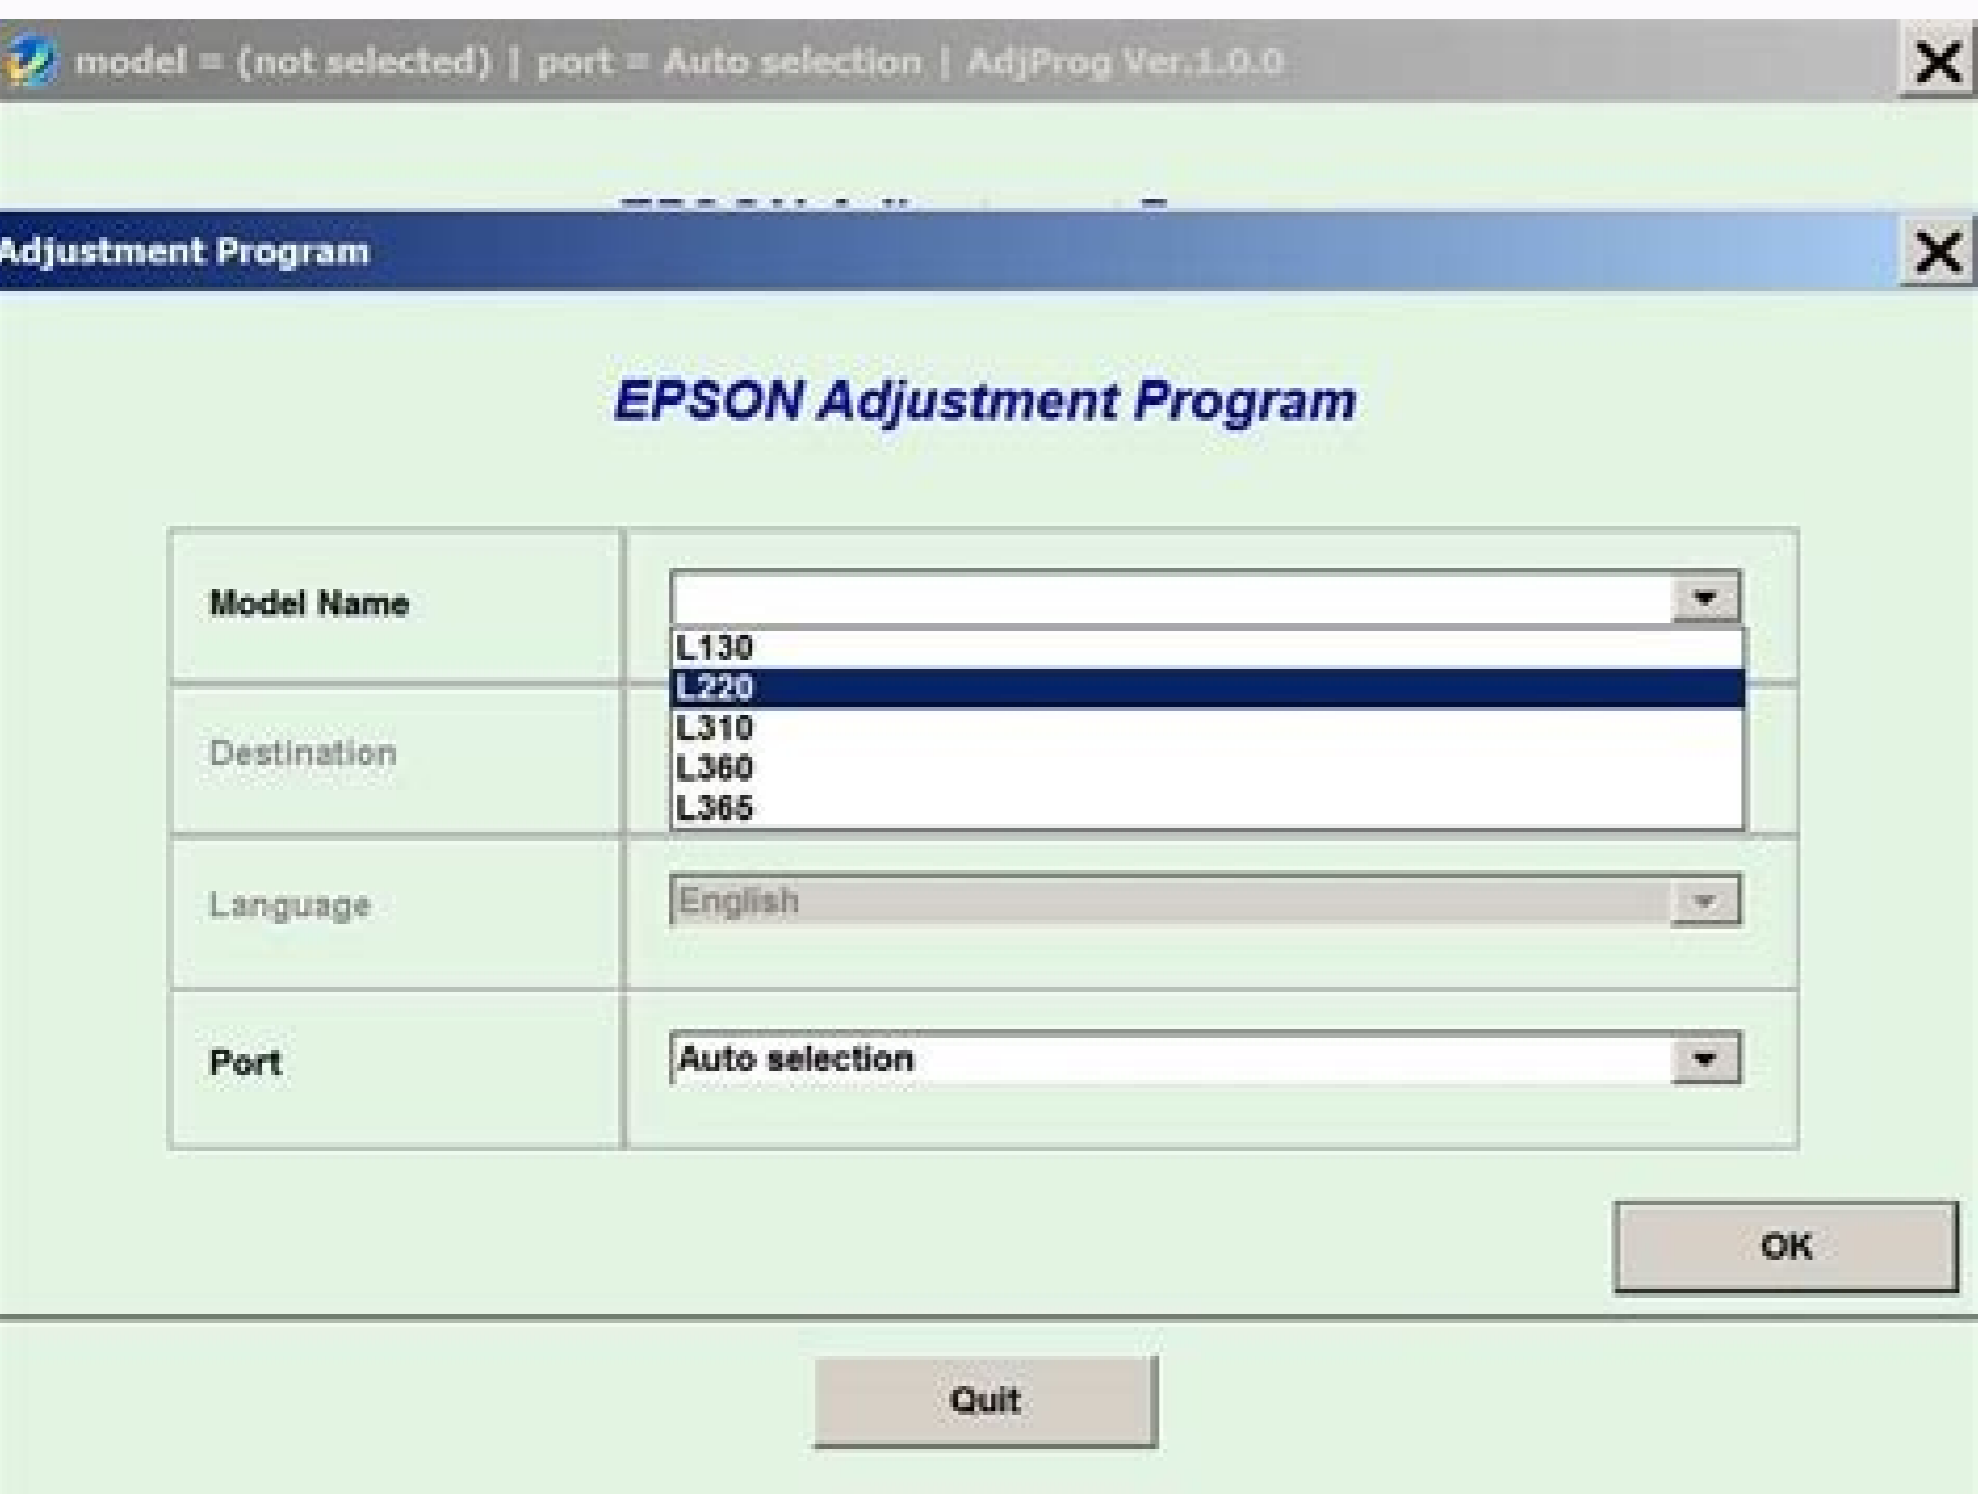 model = (not selected) | port = Auto selection | AdjProg Ver.1.0.0
Adjustment Program
EPSON Adjustment Program
Model Name
L130
L220
L310
L360
L365
Destination
Language
English
Port
Auto selection
OK
Quit